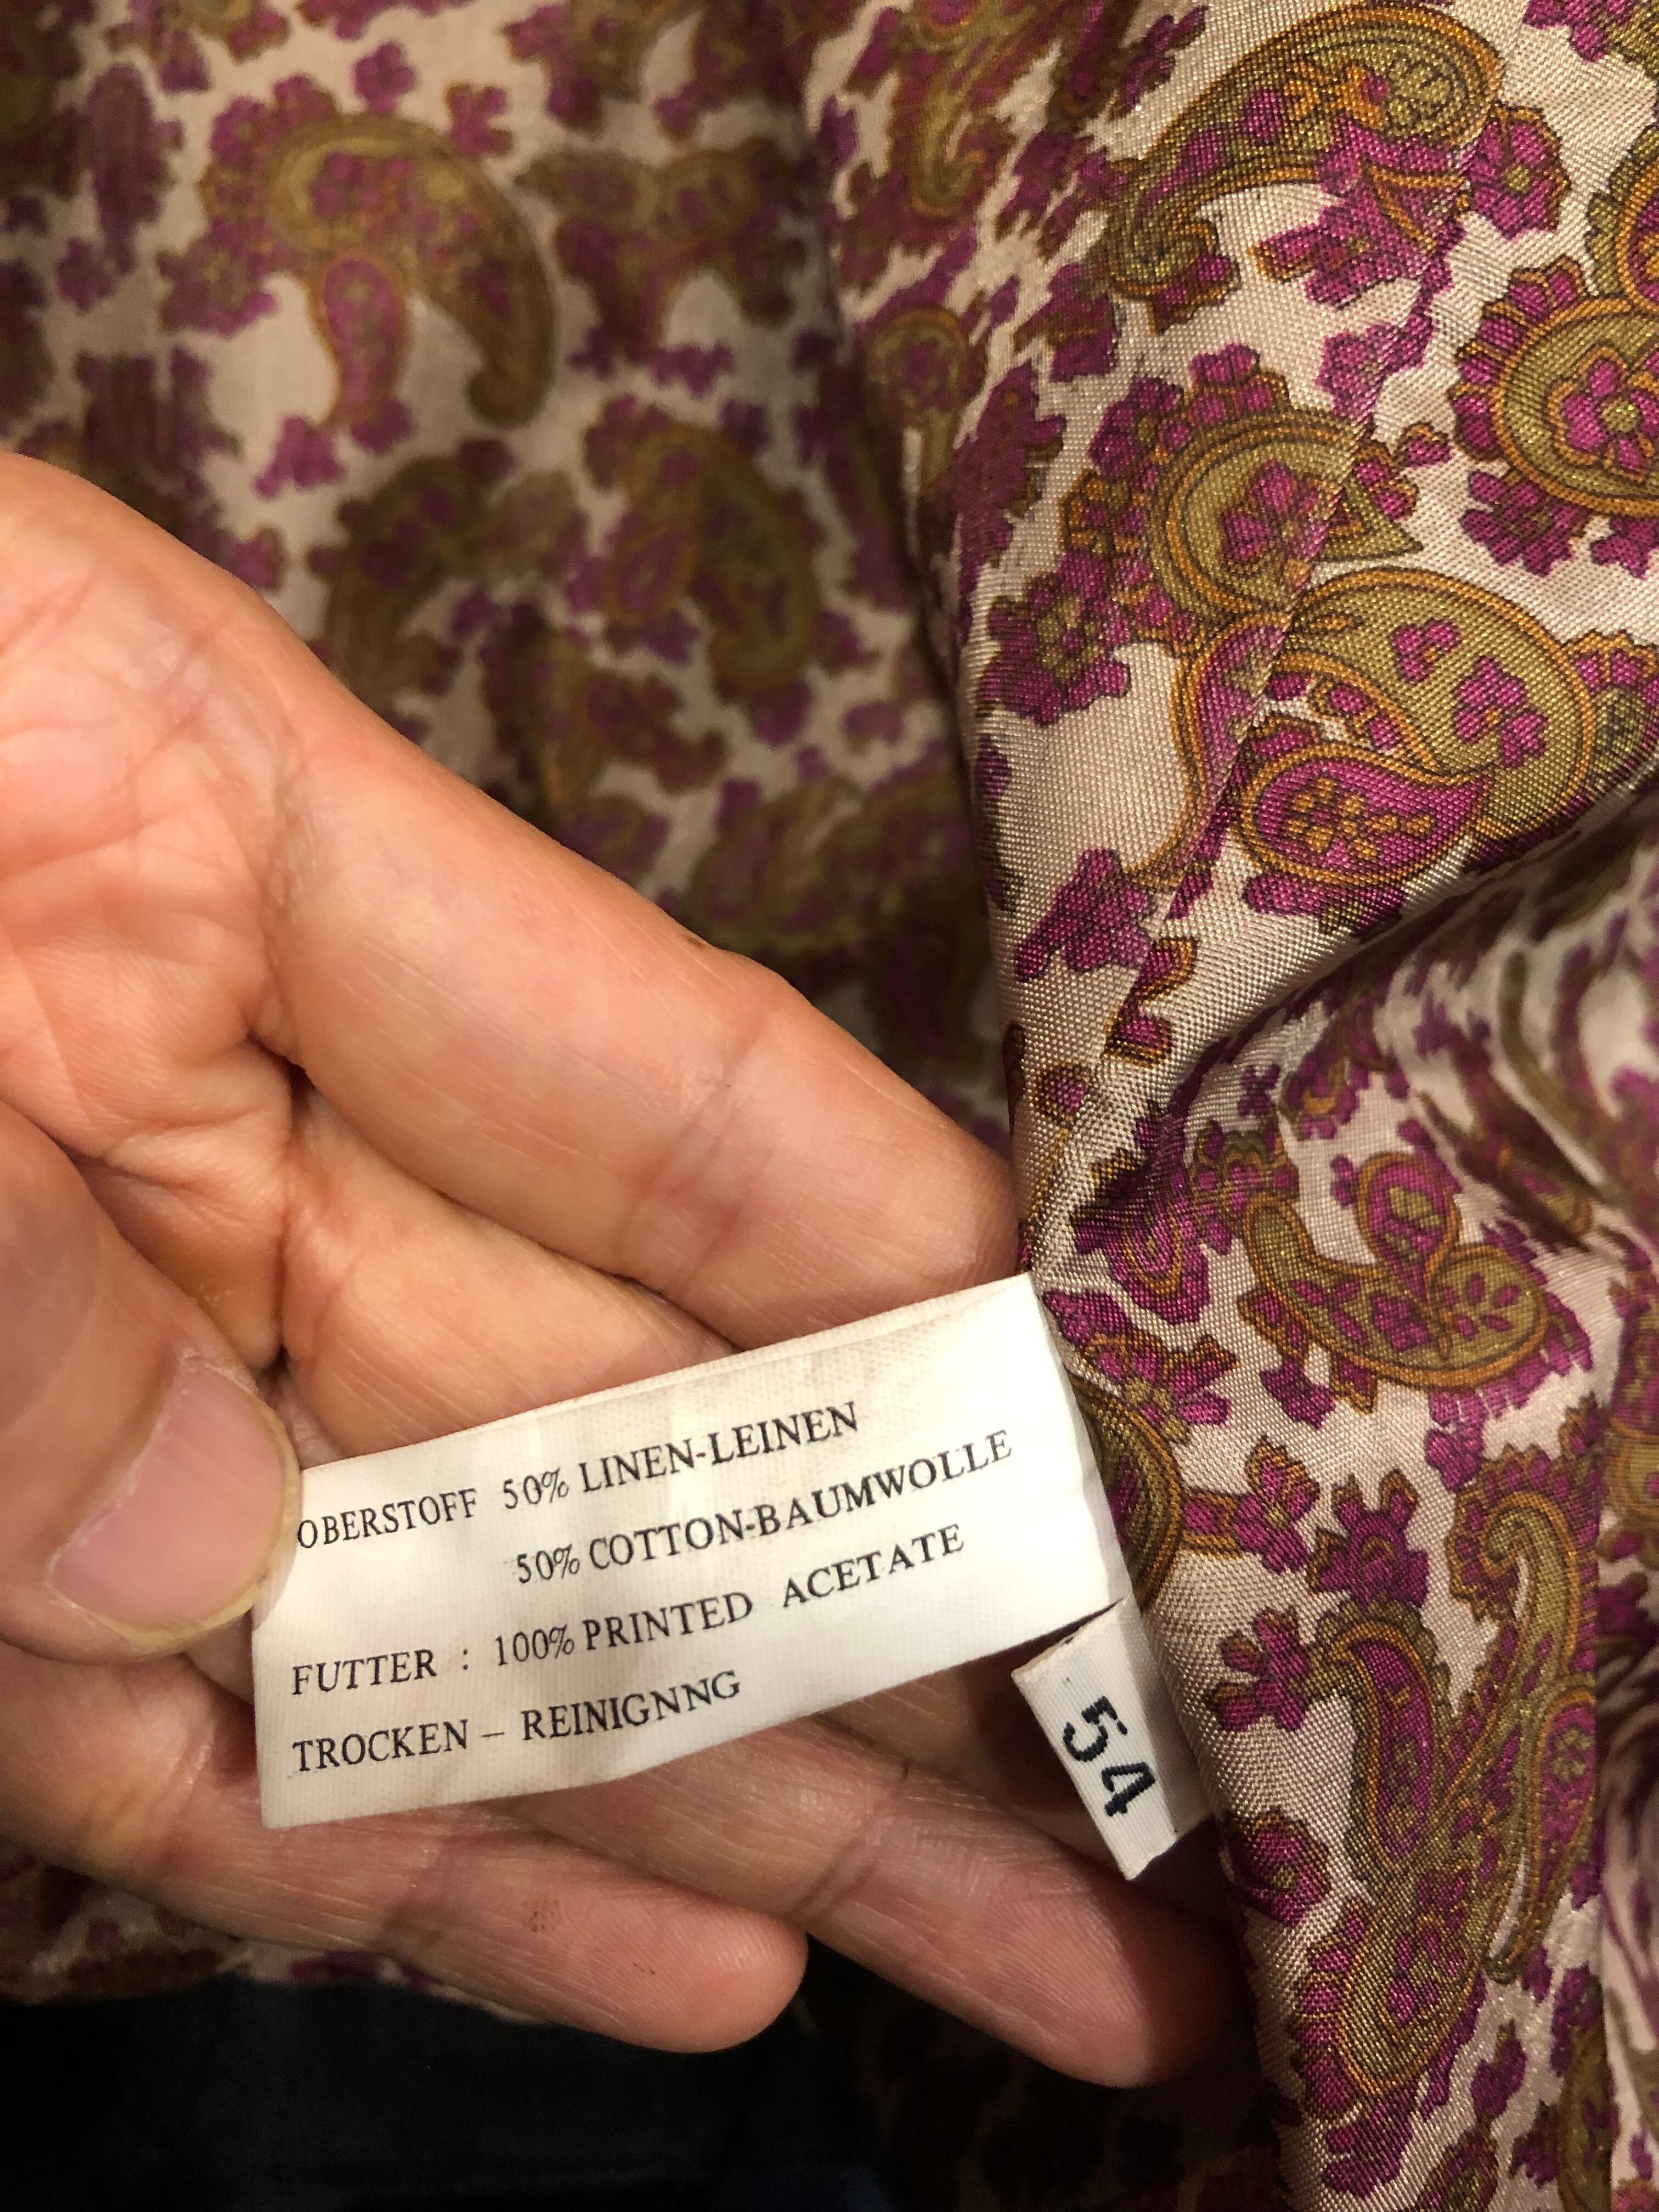 OBERSTOFF 50% LINEN-LEINEN
50% COTTON-BAUMWOLLE
FUTTER : 100% PRINTED ACETATE
TROCKEN – REINIGNNG
54